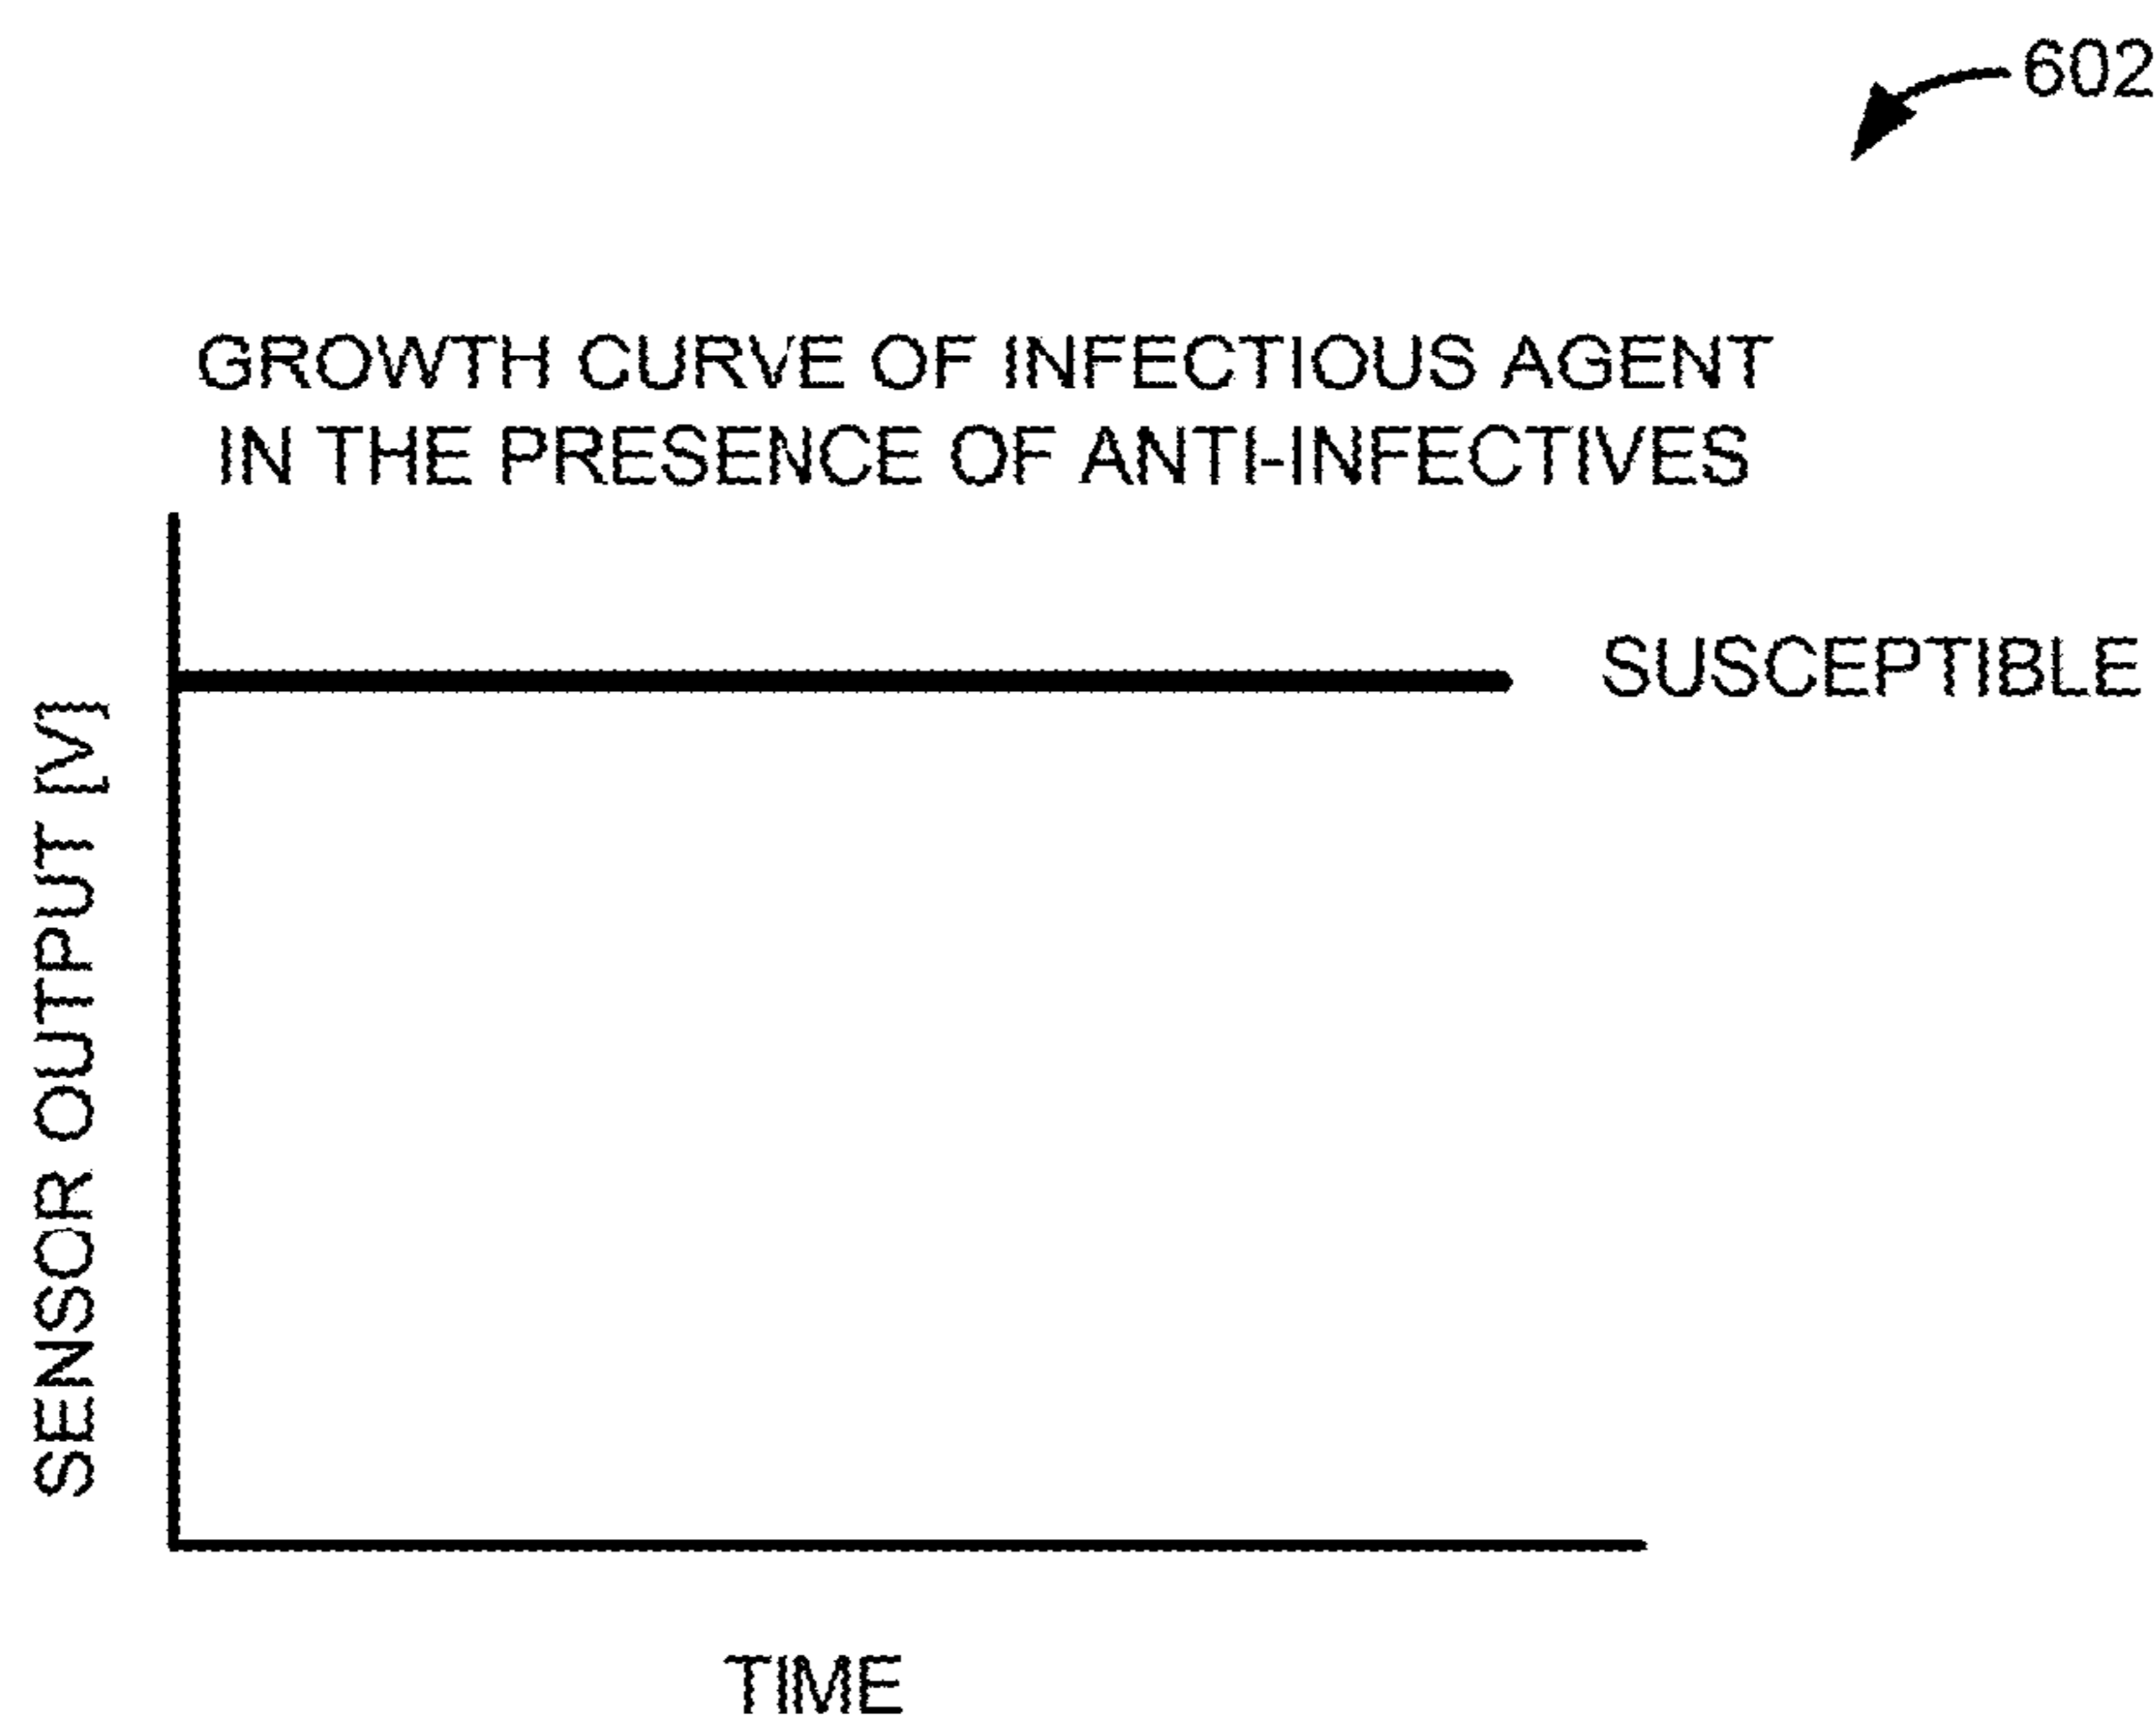 602
GROWTH CURVE OF INFECTIOUS AGENT
IN THE PRESENCE OF ANTI-INFECTIVES
SUSCEPTIBLE
SENSOR OUTPUT [V]
TIME